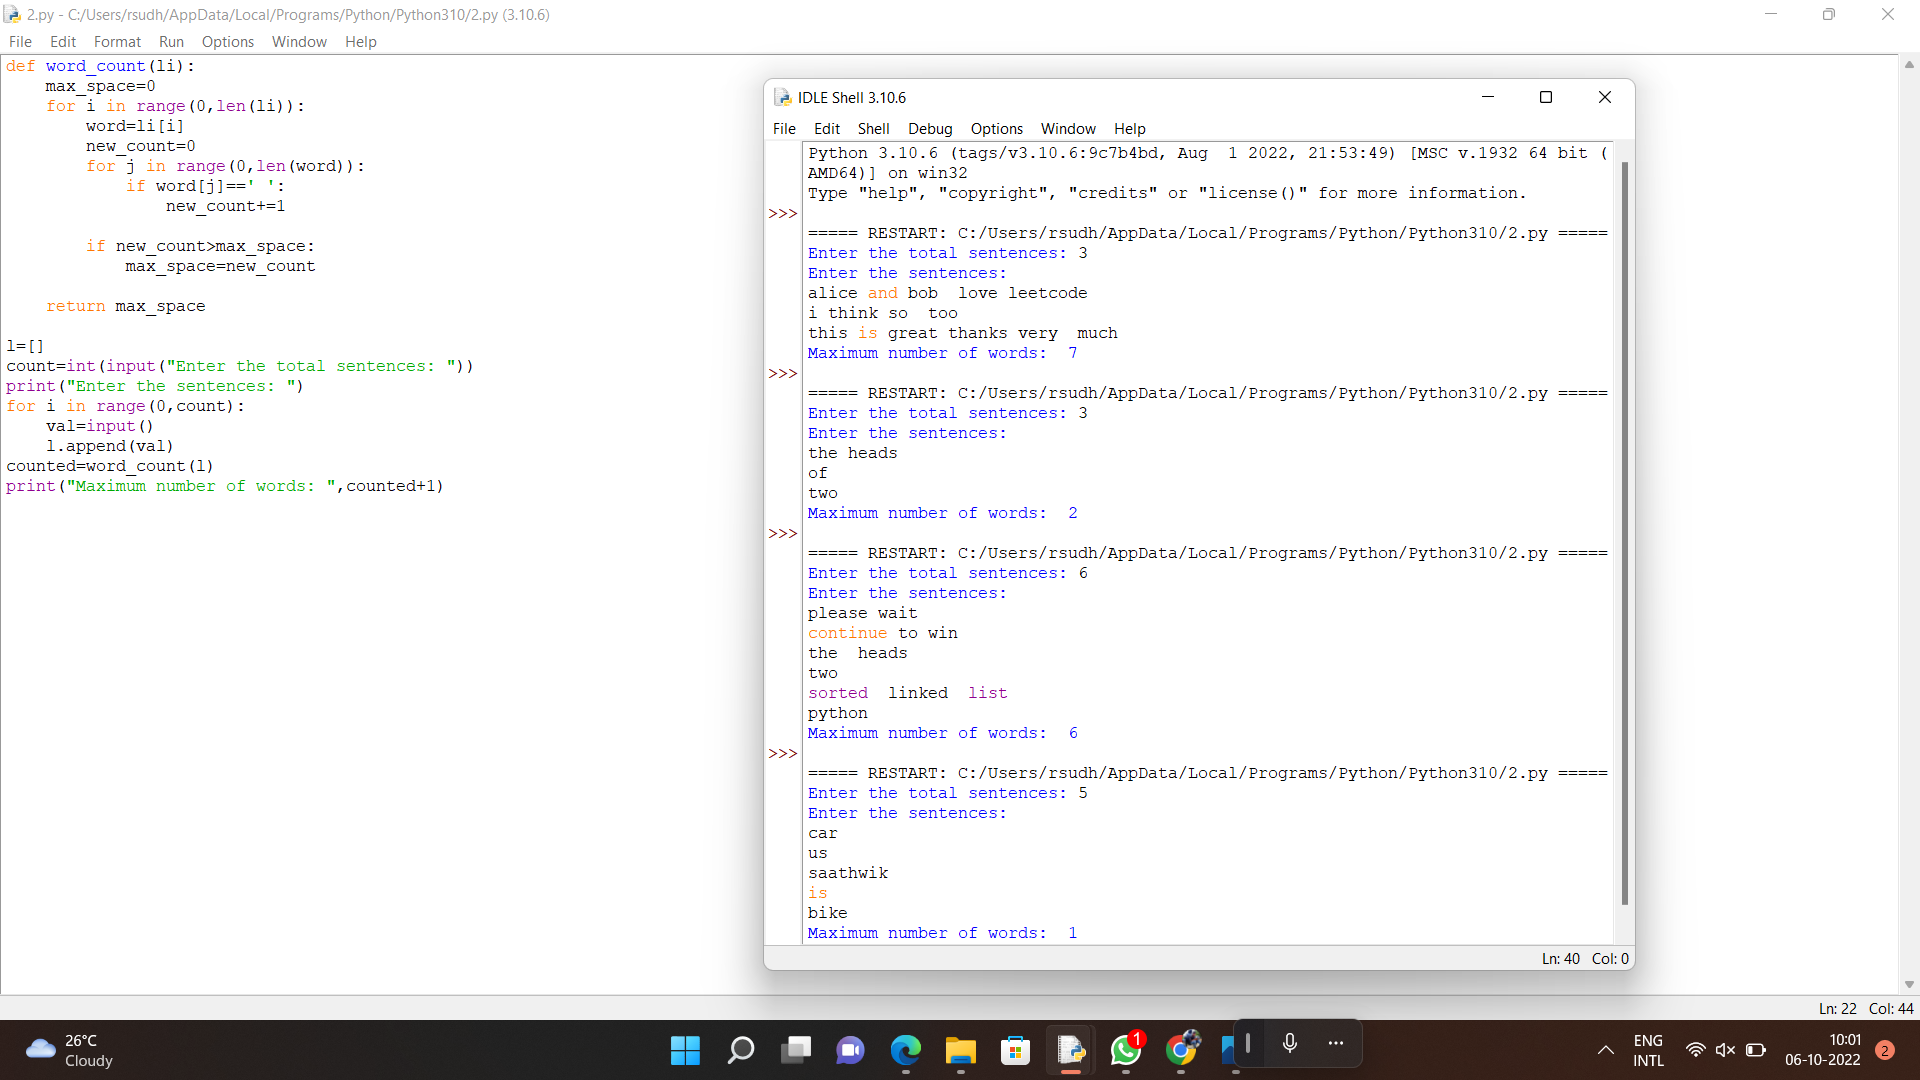 2.py - C:/Users/rsudh/AppData/Local/Programs/Python/Python310/2.py (3.10.6)
File Edit Format Run Options Window Help
def word_count(li):
    max_space=0
    for i in range(0,len(li)):
        word=li[i]
        new_count=0
        for j in range(0,len(word)):
            if word[j]==' ':
                new_count+=1
        if new_count>max_space:
            max_space=new_count
    return max_space
l=[]
count=int(input("Enter the total sentences: "))
print("Enter the sentences: ")
for i in range(0,count):
    val=input()
    l.append(val)
counted=word_count(l)
print("Maximum number of words: ",counted+1)
IDLE Shell 3.10.6
File Edit Shell Debug Options Window Help
Python 3.10.6 (tags/v3.10.6:9c7b4bd, Aug  1 2022, 21:53:49) [MSC v.1932 64 bit (
AMD64)] on win32
Type "help", "copyright", "credits" or "license()" for more information.
>>>
===== RESTART: C:/Users/rsudh/AppData/Local/Programs/Python/Python310/2.py =====
Enter the total sentences: 3
Enter the sentences:
alice and bob  love leetcode
i think so  too
this is great thanks very  much
Maximum number of words:  7
>>>
===== RESTART: C:/Users/rsudh/AppData/Local/Programs/Python/Python310/2.py =====
Enter the total sentences: 3
Enter the sentences:
the heads
of
two
Maximum number of words:  2
>>>
===== RESTART: C:/Users/rsudh/AppData/Local/Programs/Python/Python310/2.py =====
Enter the total sentences: 6
Enter the sentences:
please wait
continue to win
the  heads
two
sorted  linked  list
python
Maximum number of words:  6
>>>
===== RESTART: C:/Users/rsudh/AppData/Local/Programs/Python/Python310/2.py =====
Enter the total sentences: 5
Enter the sentences:
car
us
saathwik
is
bike
Maximum number of words:  1
Ln: 40 Col: 0
Ln: 22 Col: 44
26°C
Cloudy
1
ENG
INTL
10:01
06-10-2022
2